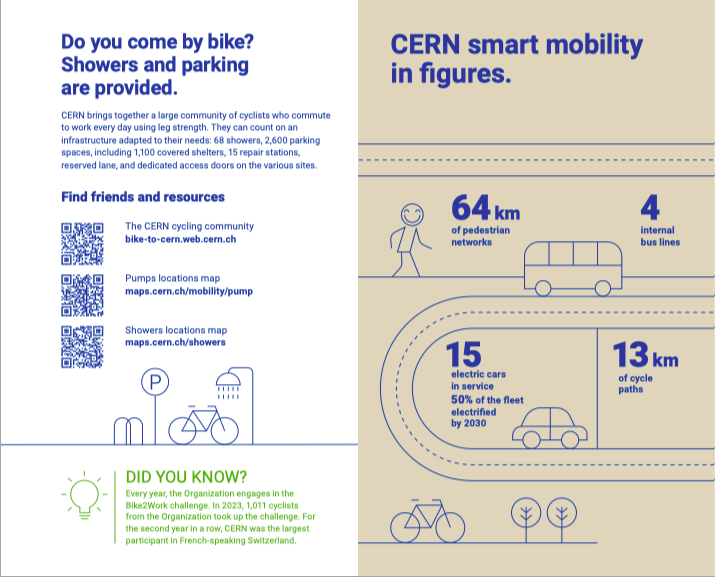 Do you come by bike?
Showers and parking
are provided.
CERN brings together a large community of cyclists who commute
to work every day using leg strength. They can count on an
infrastructure adapted to their needs: 68 showers, 2,600 parking
spaces, including 1,100 covered shelters, 15 repair stations,
reserved lane, and dedicated access doors on the various sites.
Find friends and resources
The CERN cycling community
bike-to-cern.web.cern.ch
Pumps locations map
maps.cern.ch/mobility/pump
Showers locations map
maps.cern.ch/showers
P
DID YOU KNOW?
Every year, the Organization engages in the
Bike2Work challenge. In 2023, 1,011 cyclists
from the Organization took up the challenge. For
the second year in a row, CERN was the largest
participant in French-speaking Switzerland.
CERN smart mobility
in figures.
64 km
of pedestrian
networks
4
internal
bus lines
15
electric cars
in service
50% of the fleet
electrified
by 2030
13 km
of cycle
paths